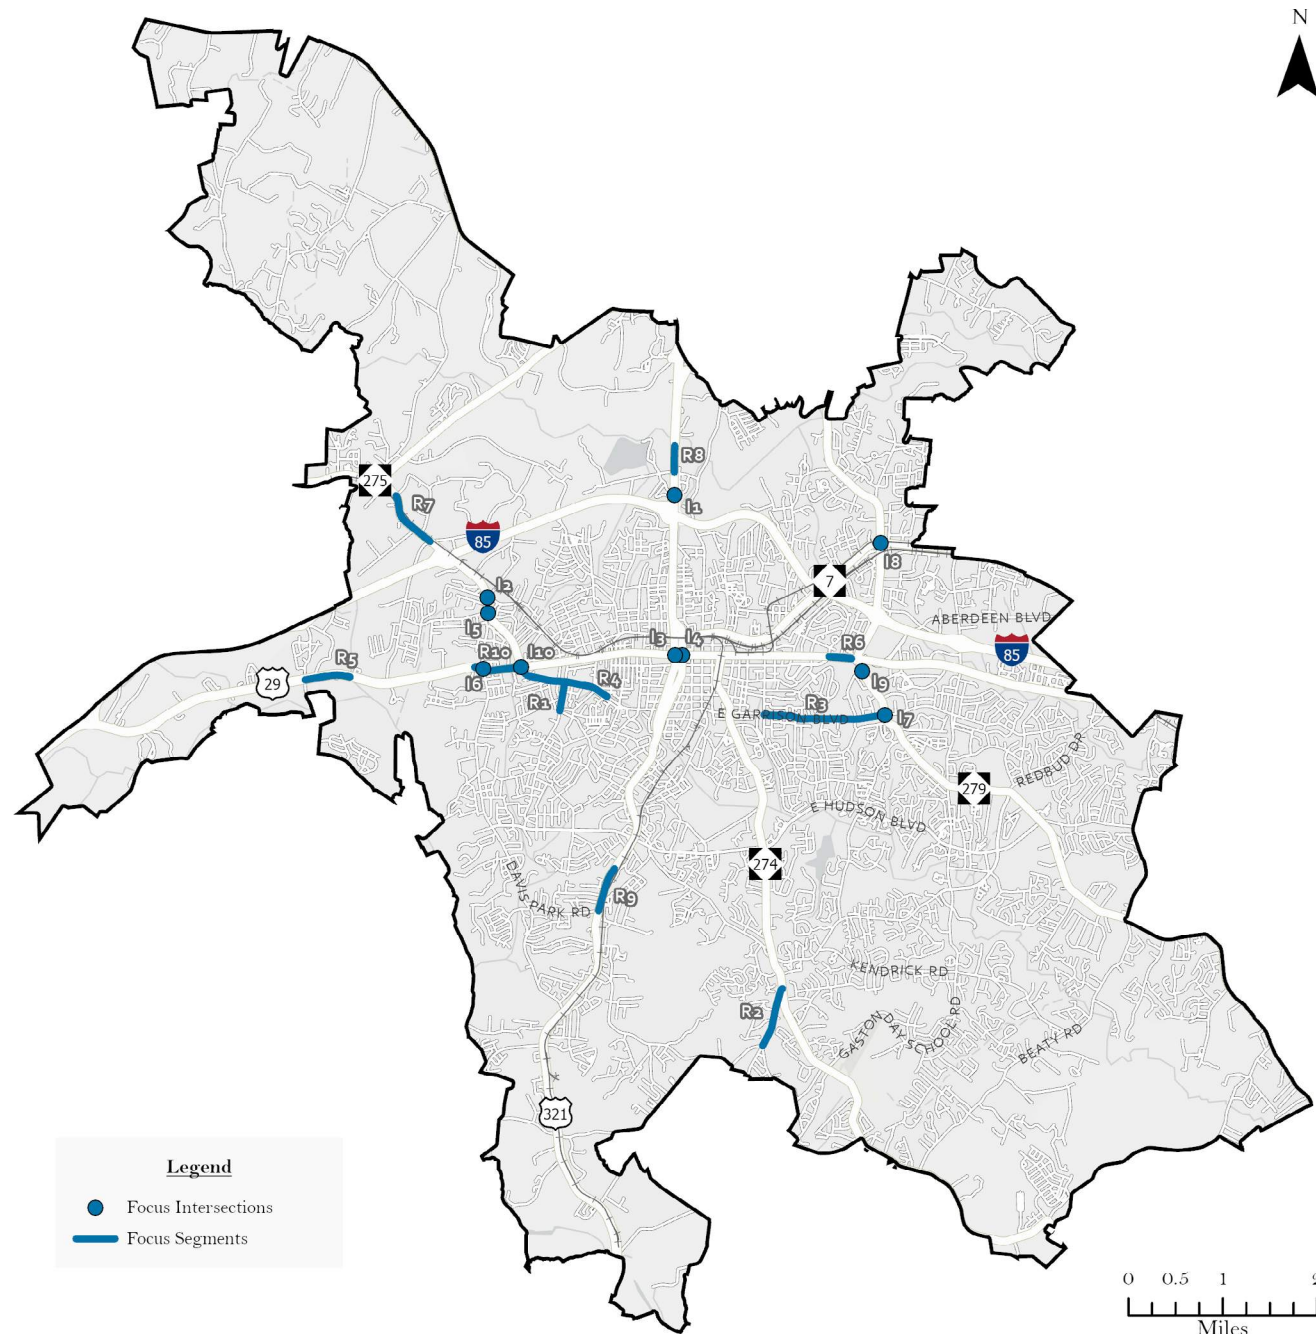 N
R8
I1
275
R7
85
I8
7
I2
I5
ABERDEEN BLVD
I3
I4
R10
I10
R6
85
R5
I6
I9
29
R4
R1
R3
E GARRISON BLVD
I7
REDBUD DR
279
E HUDSON BLVD
274
DAVIS PARK RD
R9
KENDRICK RD
R2
GASTON DAY SCHOOL RD
BEATY RD
321
Legend
Focus Intersections
Focus Segments
0 0.5 1
Miles